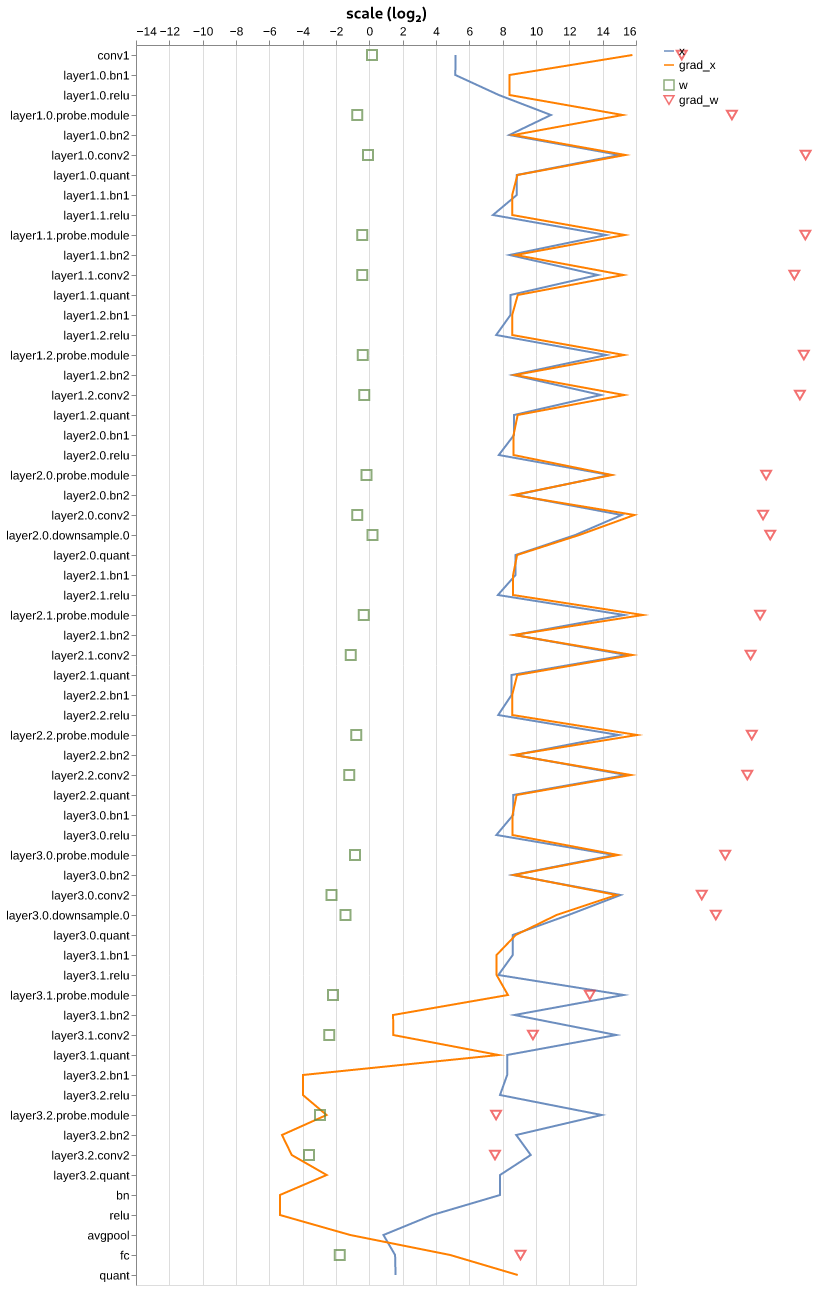 scale (log₂)
−14 −12 −10 −8 −6 −4 −2 0 2 4 6 8 10 12 14 16
conv1
x
layer1.0.bn1
grad_x
layer1.0.relu
w
layer1.0.probe.module
grad_w
layer1.0.bn2
layer1.0.conv2
layer1.0.quant
layer1.1.bn1
layer1.1.relu
layer1.1.probe.module
layer1.1.bn2
layer1.1.conv2
layer1.1.quant
layer1.2.bn1
layer1.2.relu
layer1.2.probe.module
layer1.2.bn2
layer1.2.conv2
layer1.2.quant
layer2.0.bn1
layer2.0.relu
layer2.0.probe.module
layer2.0.bn2
layer2.0.conv2
layer2.0.downsample.0
layer2.0.quant
layer2.1.bn1
layer2.1.relu
layer2.1.probe.module
layer2.1.bn2
layer2.1.conv2
layer2.1.quant
layer2.2.bn1
layer2.2.relu
layer2.2.probe.module
layer2.2.bn2
layer2.2.conv2
layer2.2.quant
layer3.0.bn1
layer3.0.relu
layer3.0.probe.module
layer3.0.bn2
layer3.0.conv2
layer3.0.downsample.0
layer3.0.quant
layer3.1.bn1
layer3.1.relu
layer3.1.probe.module
layer3.1.bn2
layer3.1.conv2
layer3.1.quant
layer3.2.bn1
layer3.2.relu
layer3.2.probe.module
layer3.2.bn2
layer3.2.conv2
layer3.2.quant
bn
relu
avgpool
fc
quant